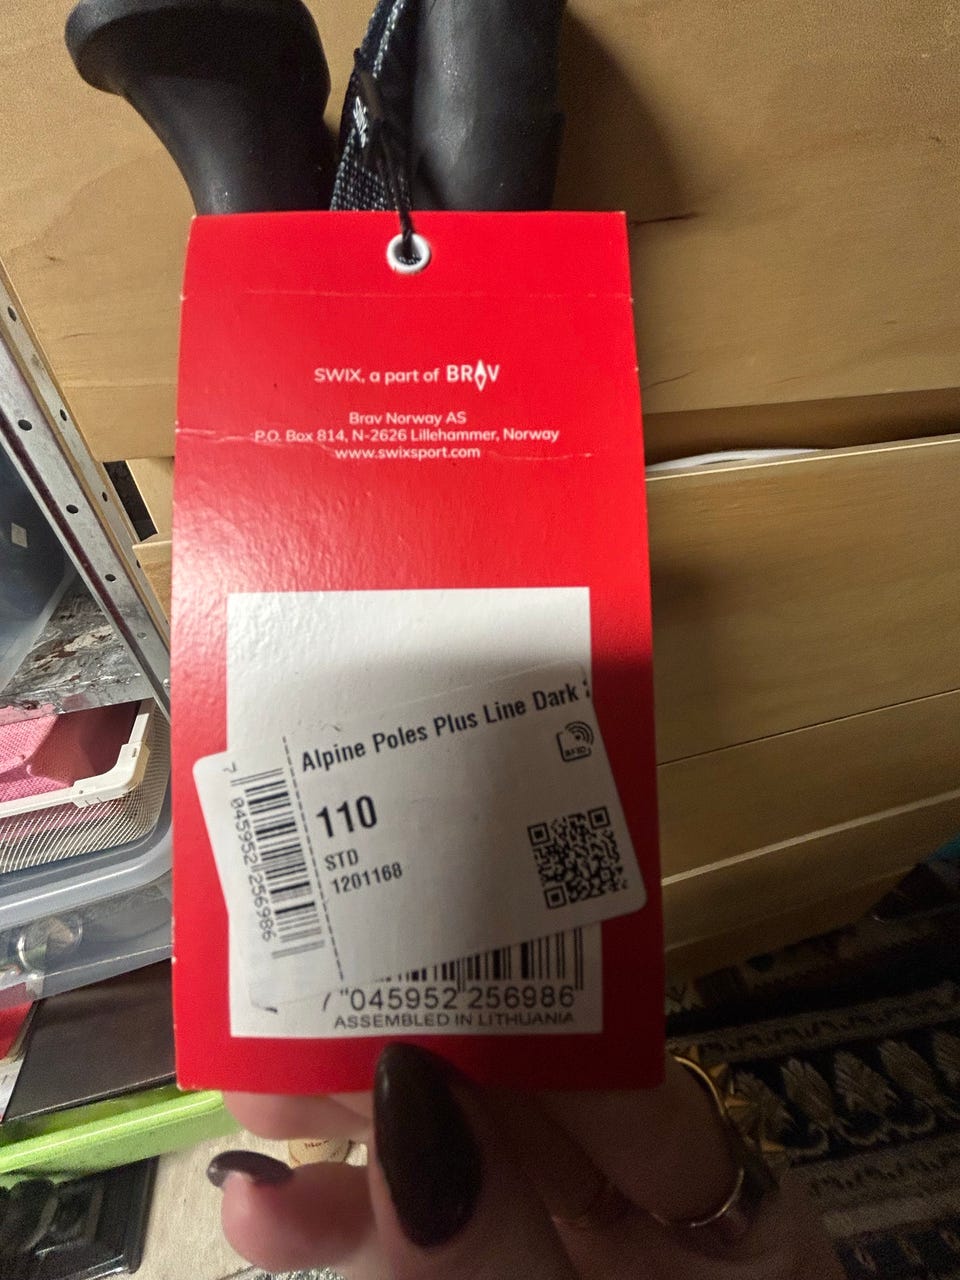 SWIX, a part of BRAV
Brav Norway AS
P.O. Box 814, N-2626 Lillehammer, Norway
www.swixsport.com
Alpine Poles Plus Line Dark
RFID
110
STD
1201168
7 045952 256986
7 045952 256986
ASSEMBLED IN LITHUANIA